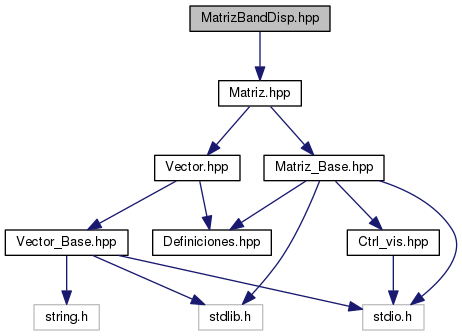 MatrizBandDisp.hpp
Matriz.hpp
Vector.hpp
Matriz_Base.hpp
Vector_Base.hpp
Definiciones.hpp
Ctrl_vis.hpp
string.h
stdlib.h
stdio.h